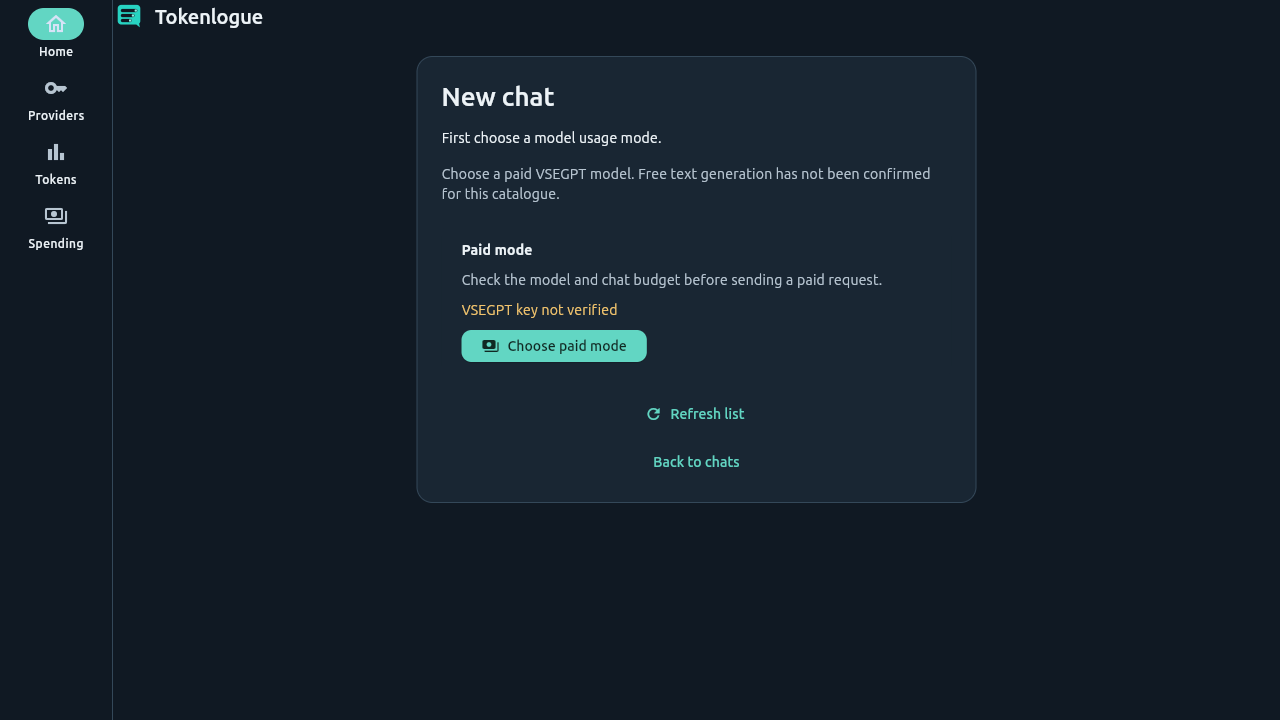 Tokenlogue
Home
Providers
Tokens
Spending
New chat
First choose a model usage mode.
Choose a paid VSEGPT model. Free text generation has not been confirmed
for this catalogue.
Paid mode
Check the model and chat budget before sending a paid request.
VSEGPT key not verified
Choose paid mode
Refresh list
Back to chats